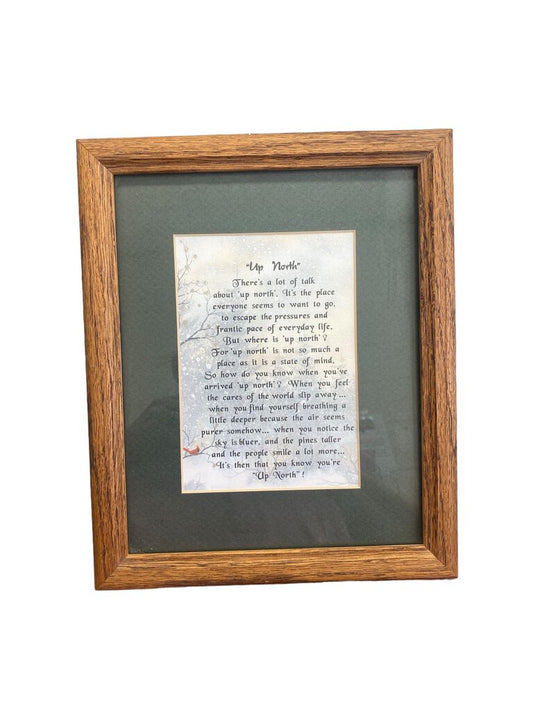 "Up North"
There's a lot of talk
about 'up north'. It's the place
everyone seems to want to go,
to escape the pressures and
frantic pace of everyday life.
But where is 'up north'?
For 'up north' is not so much a
place as it is a state of mind.
So how do you know when you've
arrived 'up north'? When you feel
the cares of the world slip away...
when you find yourself breathing a
little deeper because the air seems
purer somehow... when you notice the
sky is bluer, and the pines taller
and the people smile a lot more...
It's then that you know you're
"Up North"!